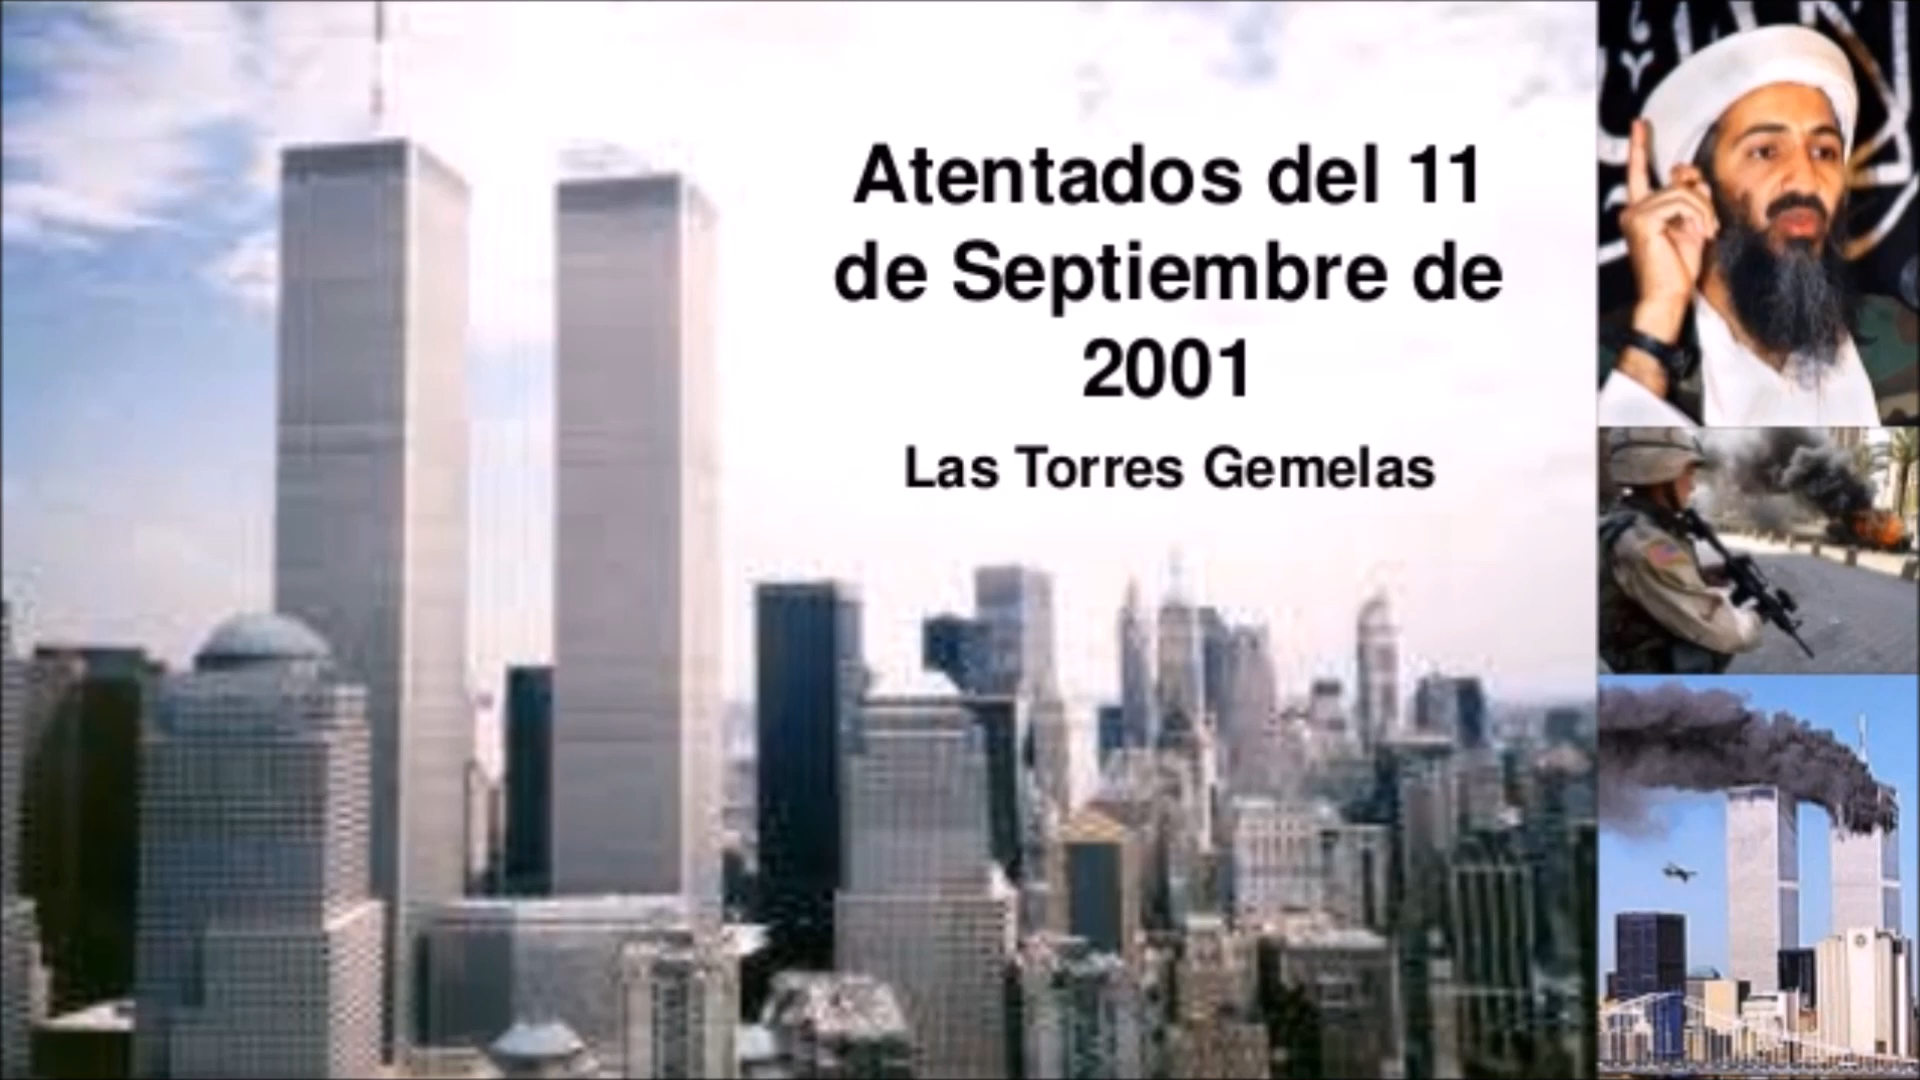 Atentados del 11
de Septiembre de
2001
Las Torres Gemelas